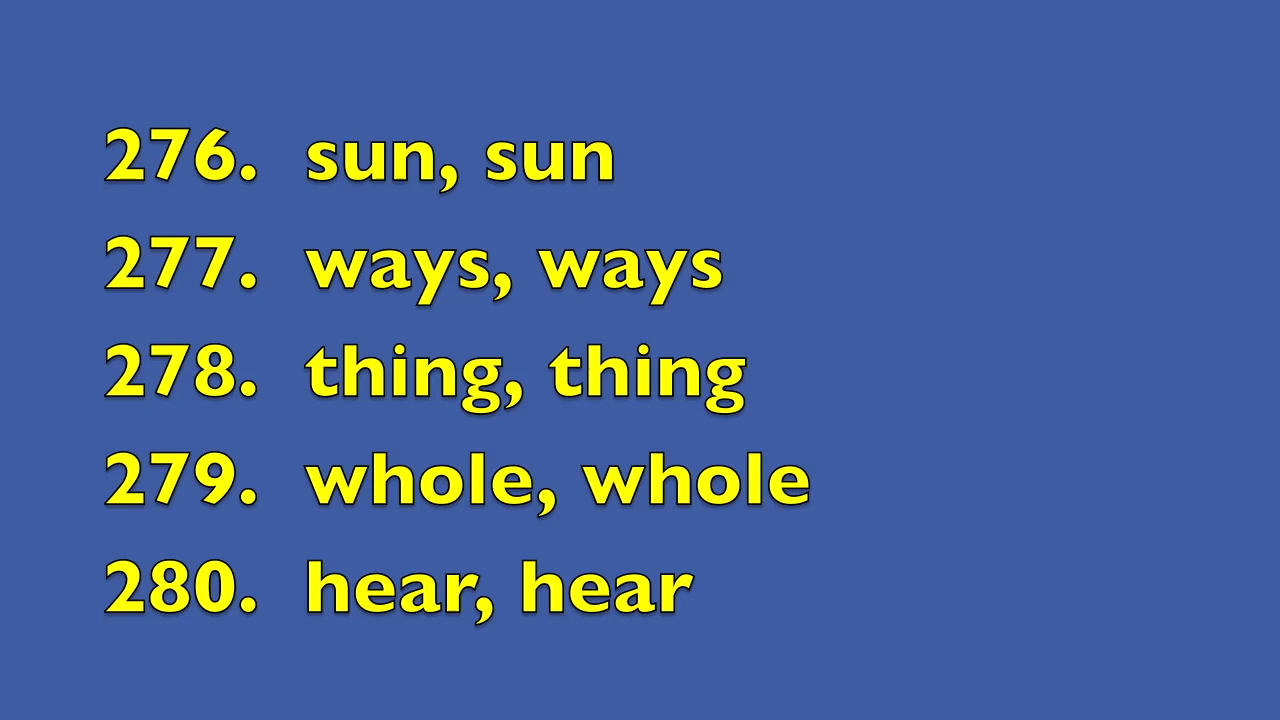 276. sun, sun
277. ways, ways
278. thing, thing
279. whole, whole
280. hear, hear